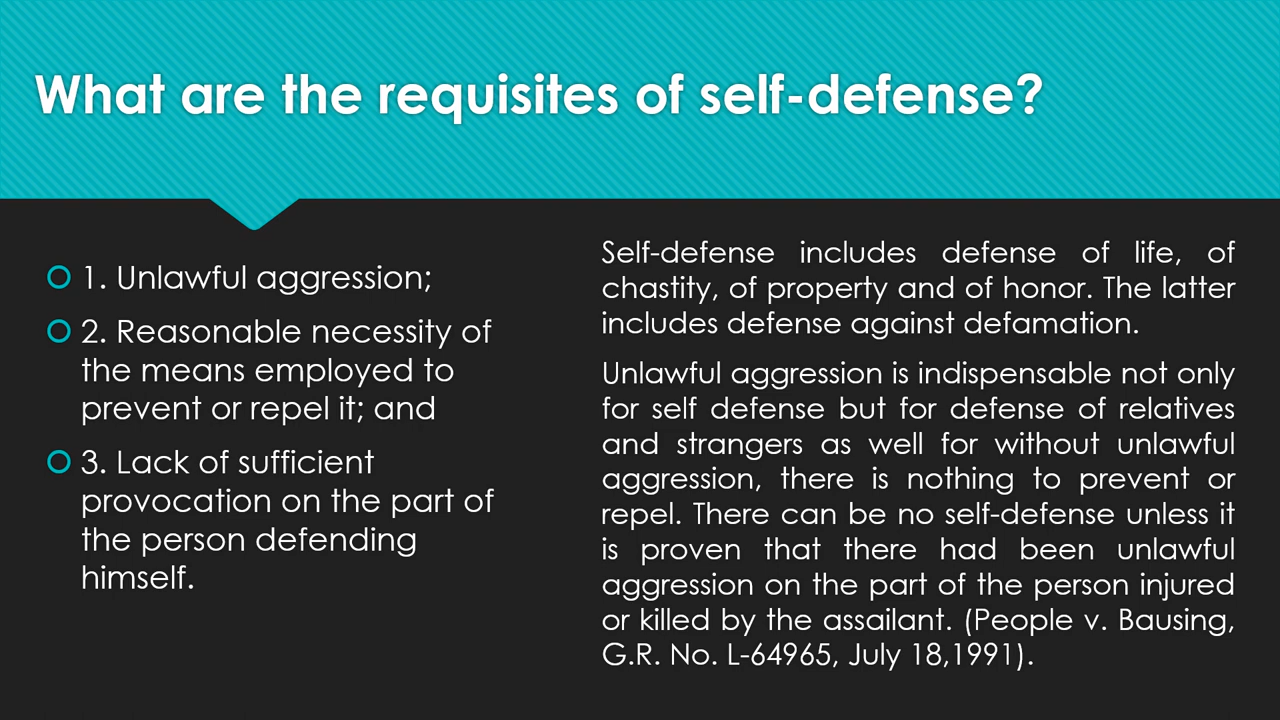 What are the requisites of self-defense?
1. Unlawful aggression;
2. Reasonable necessity of
the means employed to
prevent or repel it; and
3. Lack of sufficient
provocation on the part of
the person defending
himself.
Self-defense includes defense of life, of
chastity, of property and of honor. The latter
includes defense against defamation.
Unlawful aggression is indispensable not only
for self defense but for defense of relatives
and strangers as well for without unlawful
aggression, there is nothing to prevent or
repel. There can be no self-defense unless it
is proven that there had been unlawful
aggression on the part of the person injured
or killed by the assailant. (People v. Bausing,
G.R. No. L-64965, July 18,1991).